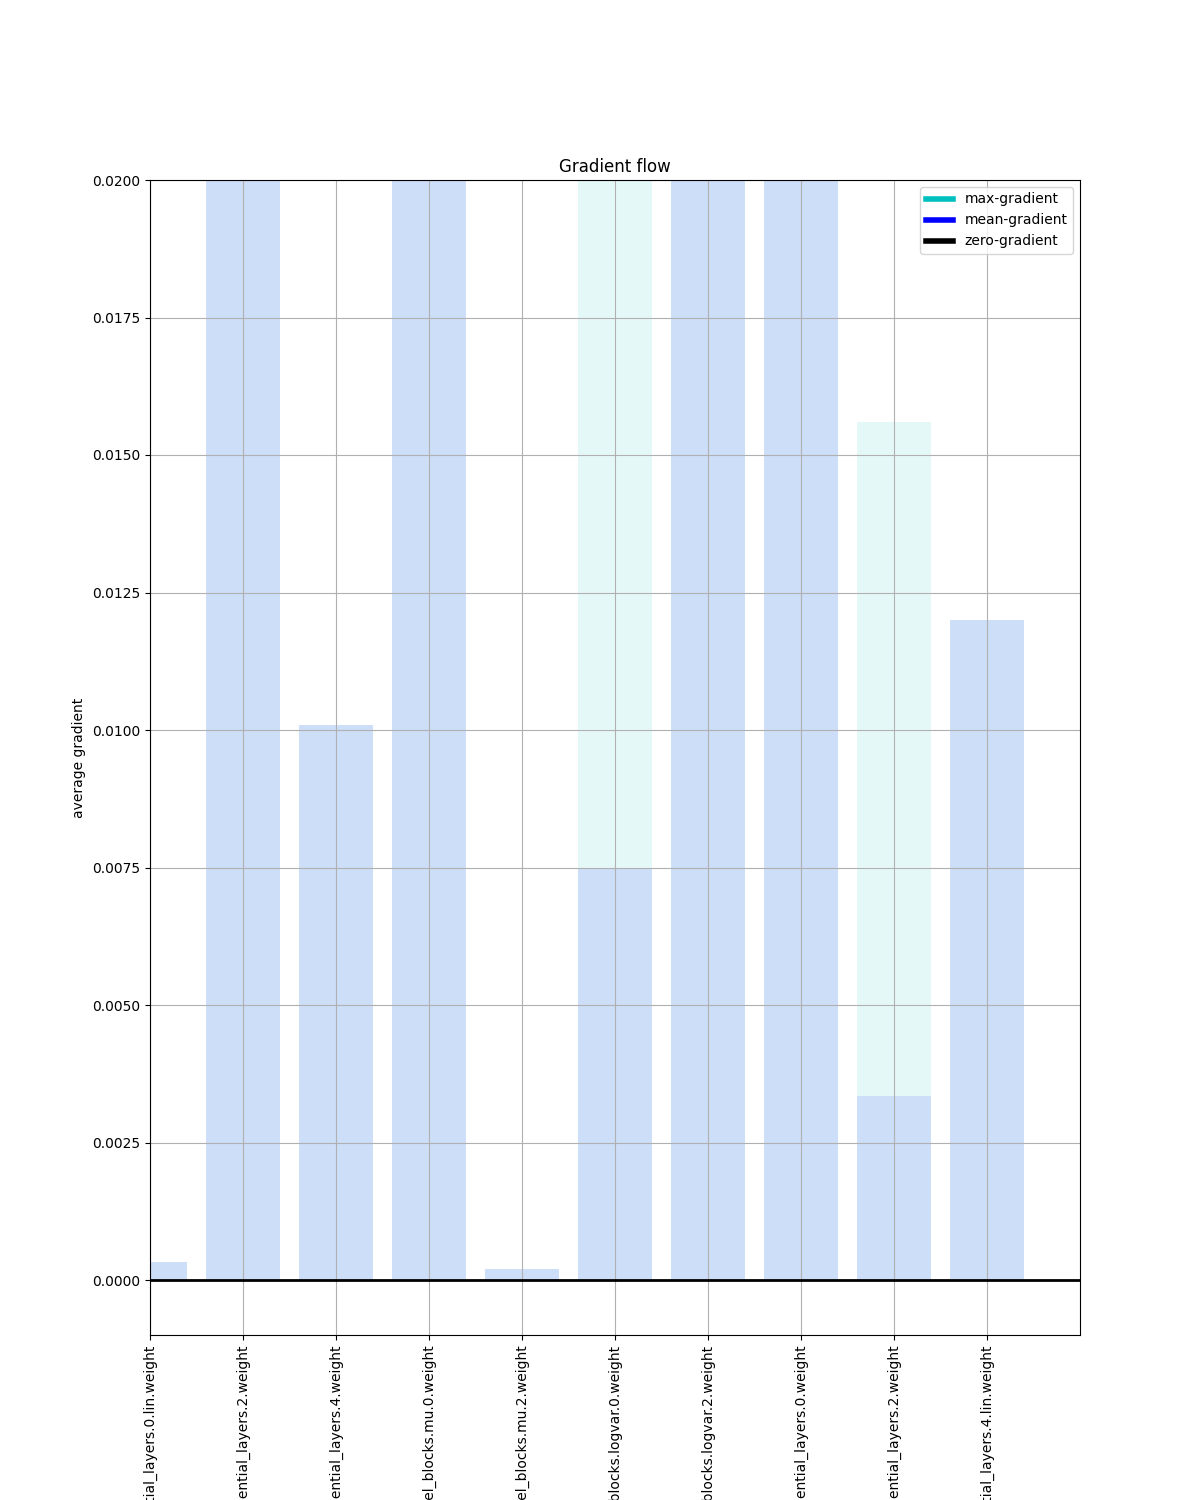 Gradient flow
max-gradient
mean-gradient
zero-gradient
0.0200
0.0175
0.0150
0.0125
0.0100
0.0075
0.0050
0.0025
0.0000
average gradient
tial_layers.0.lin.weight
ential_layers.2.weight
ential_layers.4.weight
el_blocks.mu.0.weight
el_blocks.mu.2.weight
blocks.logvar.0.weight
blocks.logvar.2.weight
ential_layers.0.weight
ential_layers.2.weight
tial_layers.4.lin.weight